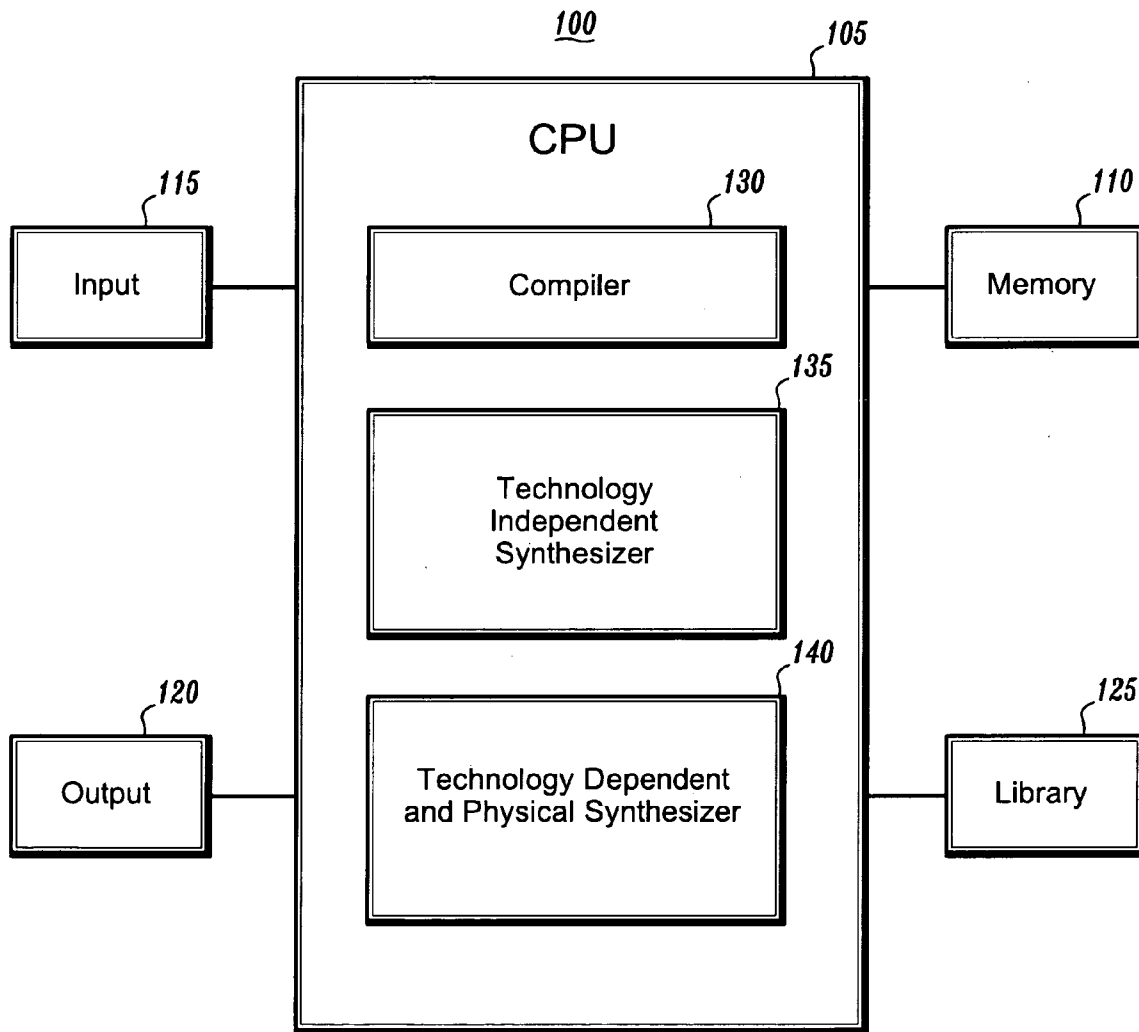 100
105
CPU
115
130
110
Input
Compiler
Memory
135
Technology
Independent
Synthesizer
140
120
125
Output
Technology Dependent
and Physical Synthesizer
Library